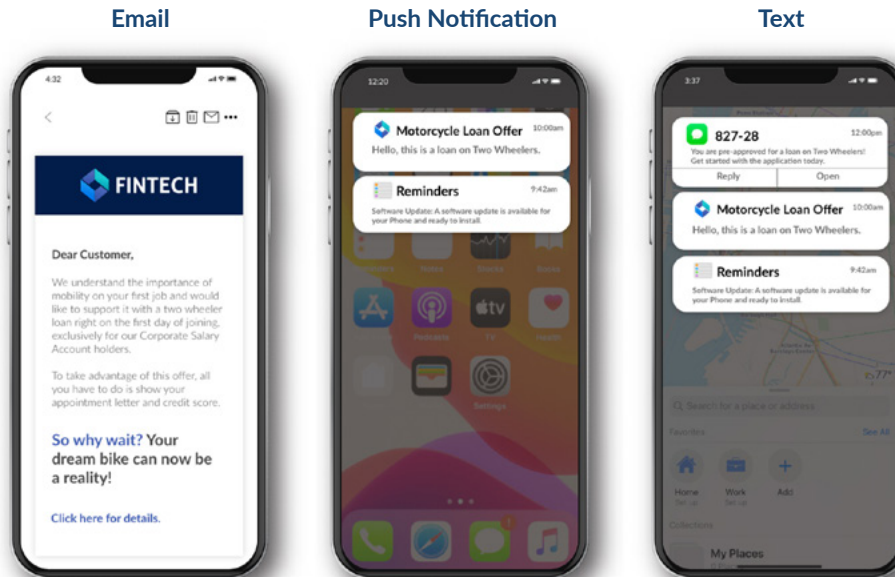 Email
Push Notification
Text
4:32
FINTECH
Dear Customer,
We understand the importance of
mobility on your first job and would
like to support it with a two wheeler
loan right on the first day of joining,
exclusively for our Corporate Salary
Account holders.
To take advantage of this offer, all
you have to do is show your
appointment letter and credit score.
So why wait? Your
dream bike can now be
a reality!
Click here for details.
12:20
Motorcycle Loan Offer 10:00am
Hello, this is a loan on Two Wheelers.
Reminders 9:42am
Software Update: A software update is available for
your Phone and ready to install.
Notes Stocks Books
tv
Podcasts TV Health
Settings
3:37
827-28 12:00pm
You are pre-approved for a loan on Two Wheelers!
Get started with the application today.
Reply Open
Motorcycle Loan Offer 10:00am
Hello, this is a loan on Two Wheelers.
Reminders 9:42am
Software Update: A software update is available for
your Phone and ready to install.
77°
Search for a place or address
Favorites See All
Home Work Add
Set up Set up
Collections
My Places